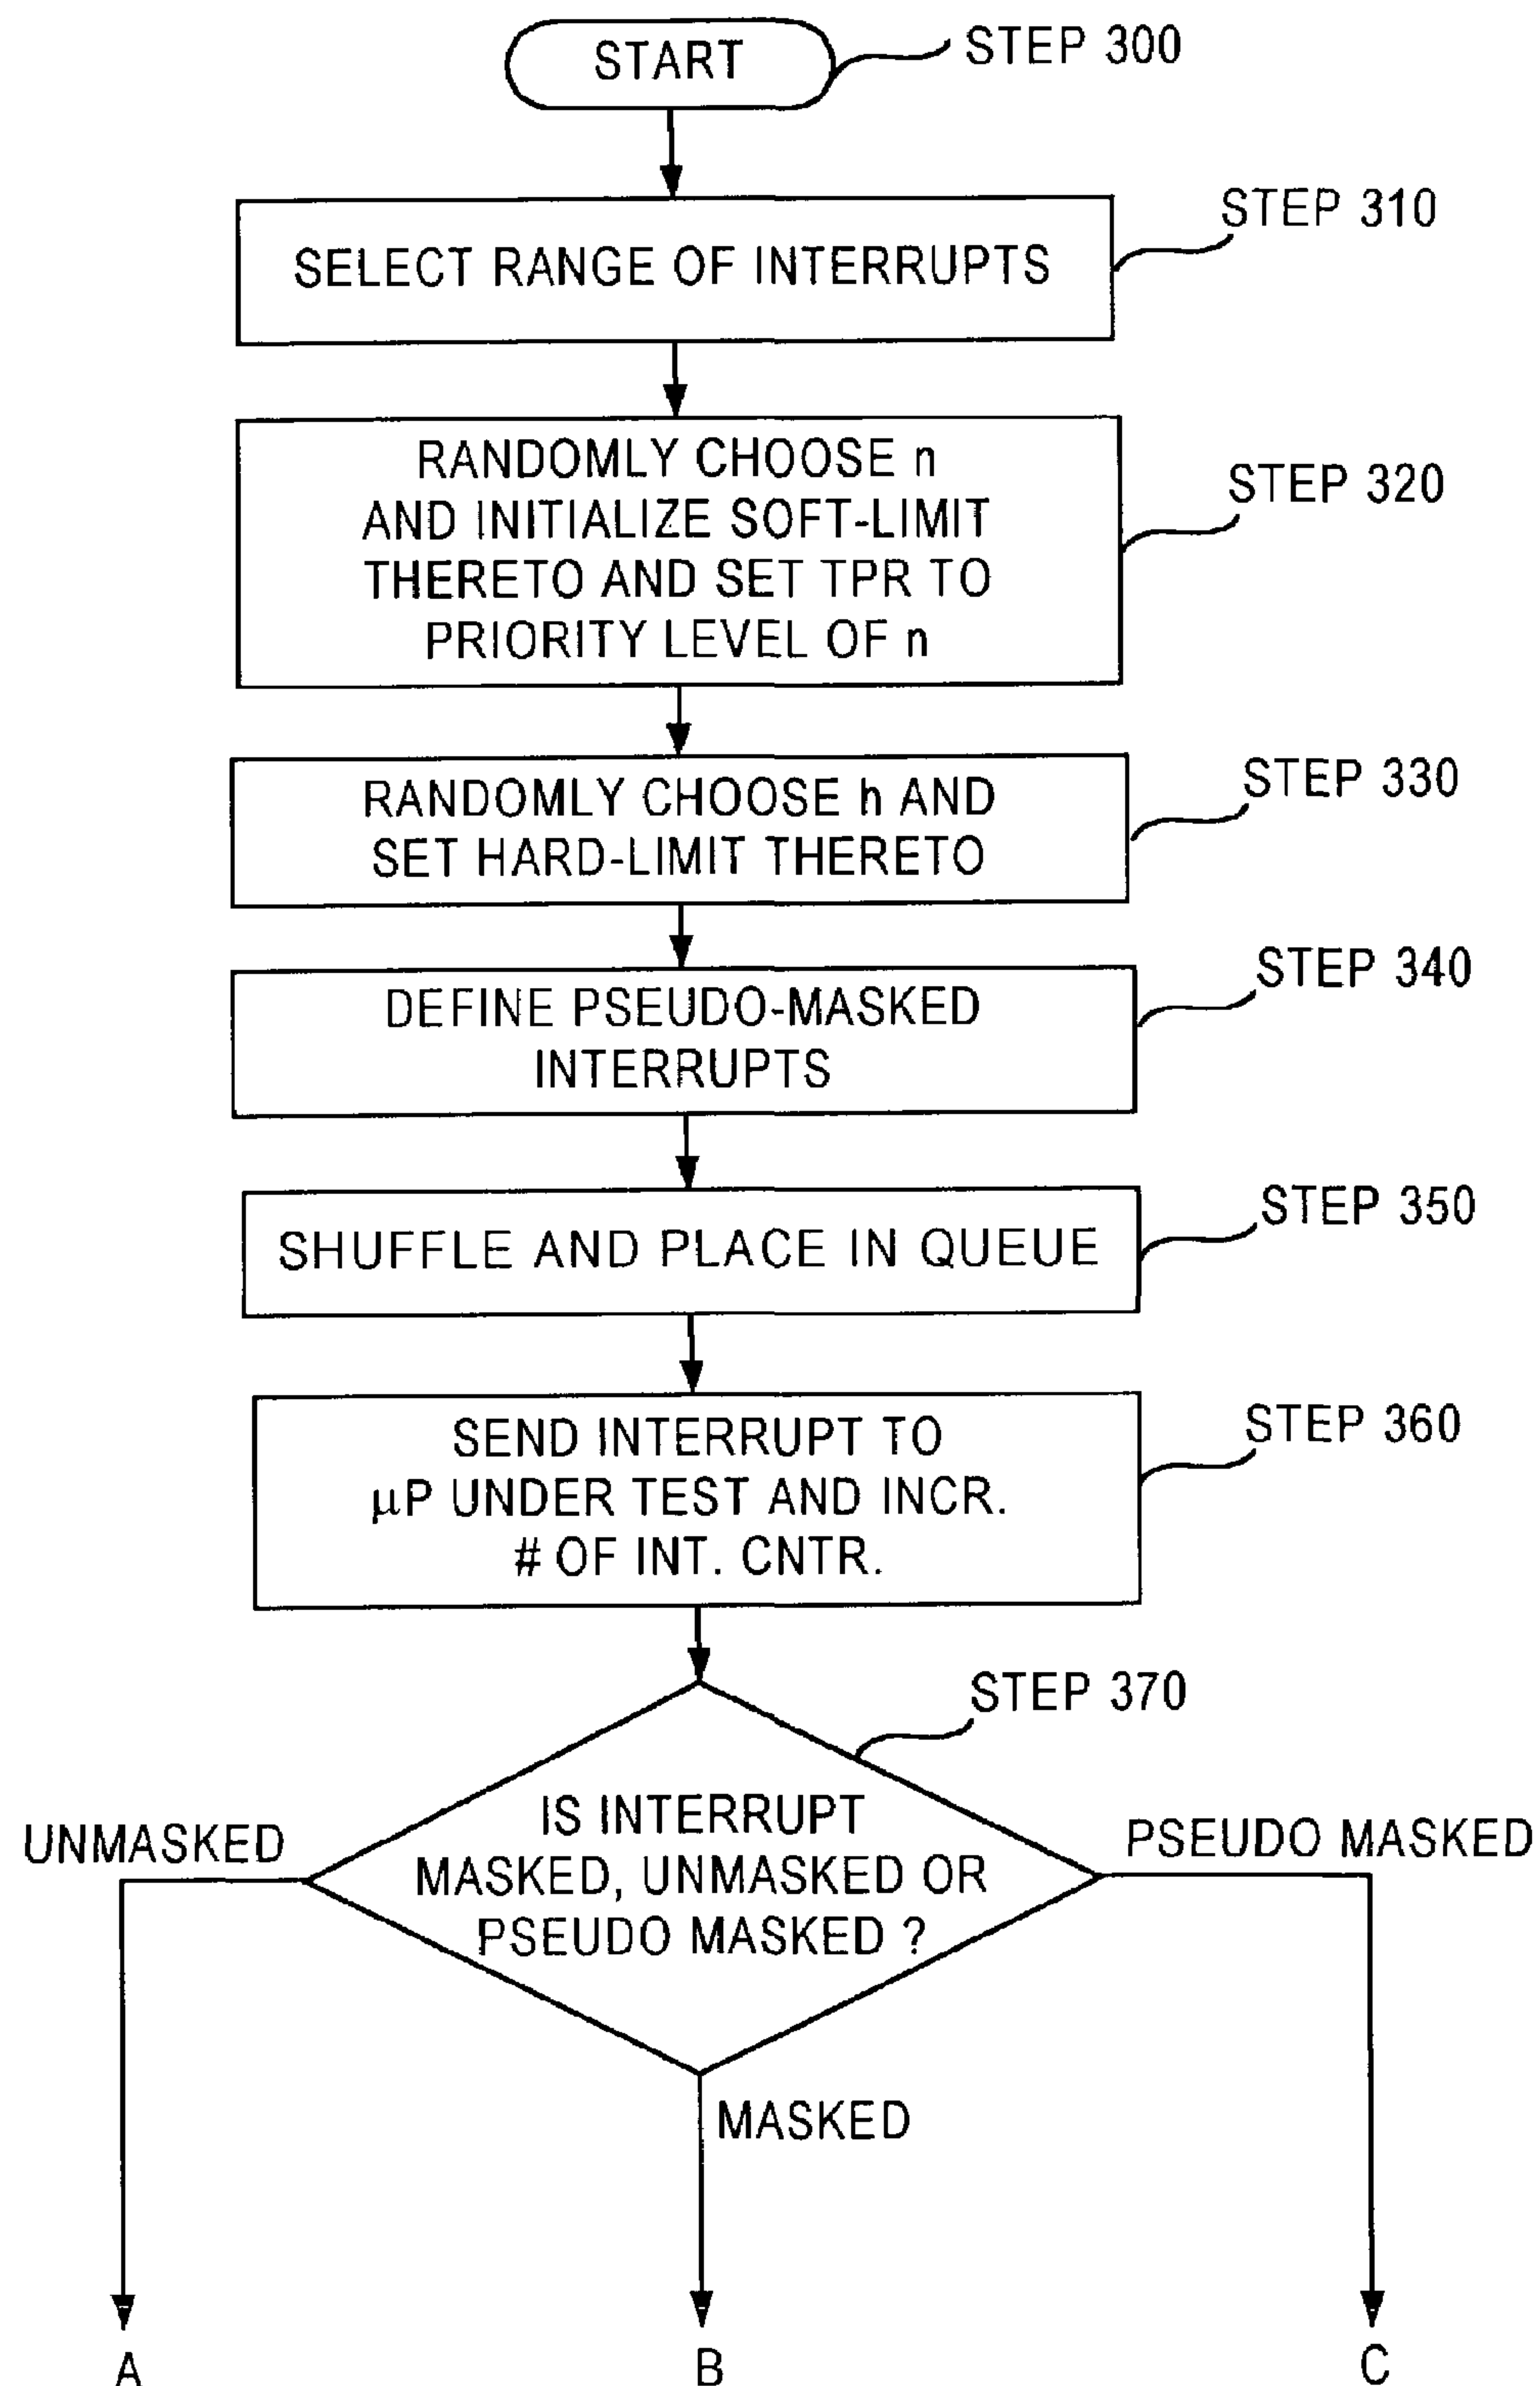 START
STEP 300
STEP 310
SELECT RANGE OF INTERRUPTS
RANDOMLY CHOOSE n
AND INITIALIZE SOFT-LIMIT
THERETO AND SET TPR TO
PRIORITY LEVEL OF n
STEP 320
RANDOMLY CHOOSE h AND
SET HARD-LIMIT THERETO
STEP 330
DEFINE PSEUDO-MASKED
INTERRUPTS
STEP 340
SHUFFLE AND PLACE IN QUEUE
STEP 350
SEND INTERRUPT TO
µP UNDER TEST AND INCR.
# OF INT. CNTR.
STEP 360
STEP 370
IS INTERRUPT
MASKED, UNMASKED OR
PSEUDO MASKED ?
UNMASKED
PSEUDO MASKED
MASKED
A
B
C